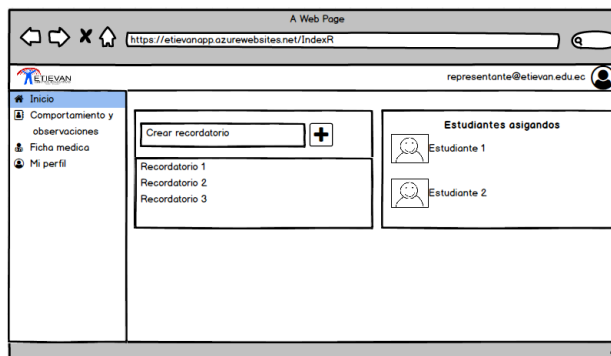 A Web Page
https://etievanapp.azurewebsites.net/IndexR
ETIEVAN
representante@etievan.edu.ec
Inicio
Comportamiento y
observaciones
Ficha medica
Mi perfil
Crear recordatorio
Recordatorio 1
Recordatorio 2
Recordatorio 3
Estudiantes asigandos
Estudiante 1
Estudiante 2